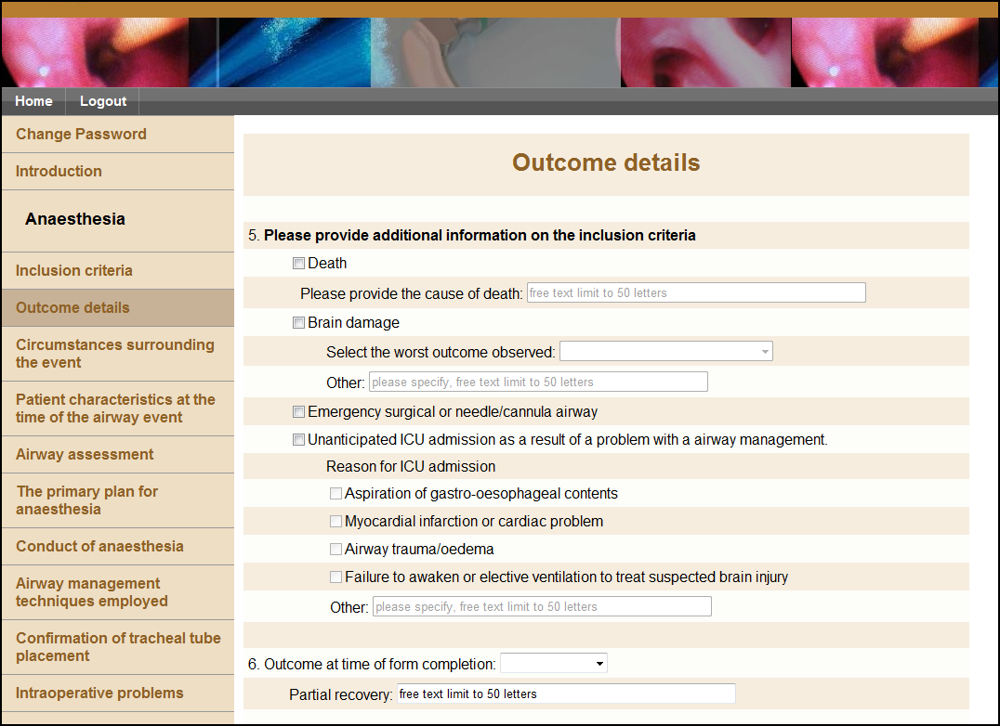 Home Logout
Change Password
Introduction
Anaesthesia
Inclusion criteria
Outcome details
Circumstances surrounding
the event
Patient characteristics at the
time of the airway event
Airway assessment
The primary plan for
anaesthesia
Conduct of anaesthesia
Airway management
techniques employed
Confirmation of tracheal tube
placement
Intraoperative problems
Outcome details
5. Please provide additional information on the inclusion criteria
Death
Please provide the cause of death: free text limit to 50 letters
Brain damage
Select the worst outcome observed:
Other: please specify, free text limit to 50 letters
Emergency surgical or needle/cannula airway
Unanticipated ICU admission as a result of a problem with a airway management.
Reason for ICU admission
Aspiration of gastro-oesophageal contents
Myocardial infarction or cardiac problem
Airway trauma/oedema
Failure to awaken or elective ventilation to treat suspected brain injury
Other: please specify, free text limit to 50 letters
6. Outcome at time of form completion:
Partial recovery: free text limit to 50 letters